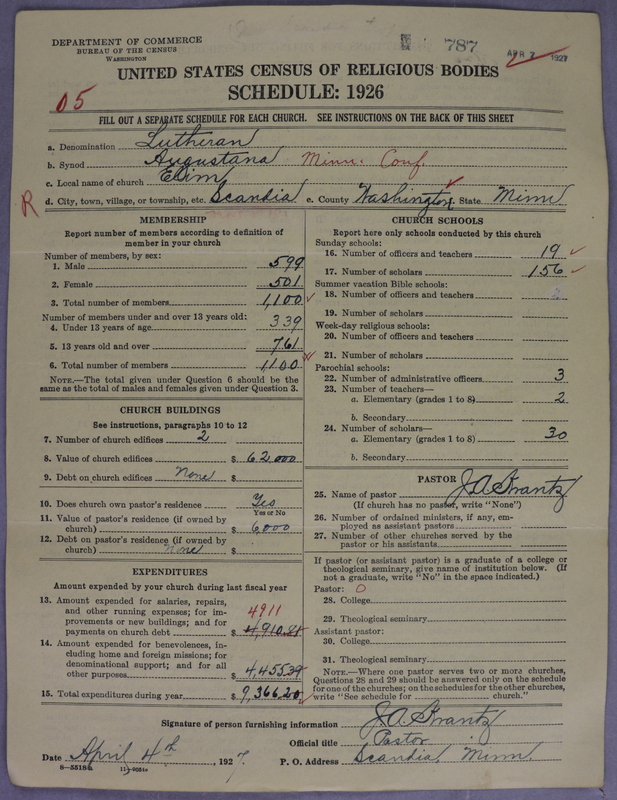 DEPARTMENT OF COMMERCE
BUREAU OF THE CENSUS
WASHINGTON
787
APR 7 1927
UNITED STATES CENSUS OF RELIGIOUS BODIES
SCHEDULE: 1926
05
FILL OUT A SEPARATE SCHEDULE FOR EACH CHURCH. SEE INSTRUCTIONS ON THE BACK OF THIS SHEET
a. Denomination Lutheran
b. Synod Augustana Minn. Conf.
c. Local name of church Elim
R d. City, town, village, or township, etc. Scandia e. County Washington State Minn
MEMBERSHIP
Report number of members according to definition of
member in your church
Number of members, by sex:
1. Male 599
2. Female 501
3. Total number of members 1,100
Number of members under and over 13 years old:
4. Under 13 years of age 339
5. 13 years old and over 761
6. Total number of members 1100
NOTE.—The total given under Question 6 should be the
same as the total of males and females given under Question 3.
CHURCH BUILDINGS
See instructions, paragraphs 10 to 12
7. Number of church edifices 2
8. Value of church edifices $ 62,000
9. Debt on church edifices None $
10. Does church own pastor's residence Yes
Yes or No
11. Value of pastor's residence (if owned by
church) $ 6,000
12. Debt on pastor's residence (if owned by
church) None $
EXPENDITURES
Amount expended by your church during last fiscal year
13. Amount expended for salaries, repairs,
and other running expenses; for im-
provements or new buildings; and for
payments on church debt $ 4,910.81
4911
14. Amount expended for benevolences, in-
cluding home and foreign missions; for
denominational support; and for all
other purposes $ 4,455.39
15. Total expenditures during year $ 9,366.20
CHURCH SCHOOLS
Report here only schools conducted by this church
Sunday schools:
16. Number of officers and teachers 19
17. Number of scholars 156
Summer vacation Bible schools:
18. Number of officers and teachers 2
19. Number of scholars
Week-day religious schools:
20. Number of officers and teachers
21. Number of scholars
Parochial schools:
22. Number of administrative officers 3
23. Number of teachers—
a. Elementary (grades 1 to 8) 2
b. Secondary
24. Number of scholars—
a. Elementary (grades 1 to 8) 30
b. Secondary
PASTOR
25. Name of pastor J.A. Krantz
(If church has no pastor, write "None")
26. Number of ordained ministers, if any, em-
ployed as assistant pastors
27. Number of other churches served by the
pastor or his assistants
If pastor (or assistant pastor) is a graduate of a college or
theological seminary, give name of institution below. (If
not a graduate, write "No" in the space indicated.)
Pastor: 0
28. College
29. Theological seminary
Assistant pastor:
30. College
31. Theological seminary
NOTE.—Where one pastor serves two or more churches,
Questions 28 and 29 should be answered only on the schedule
for one of the churches; on the schedules for the other churches,
write "See schedule for church."
Signature of person furnishing information J.A. Krantz
Official title Pastor
Date April 4th, 1927. P. O. Address Scandia, Minn.